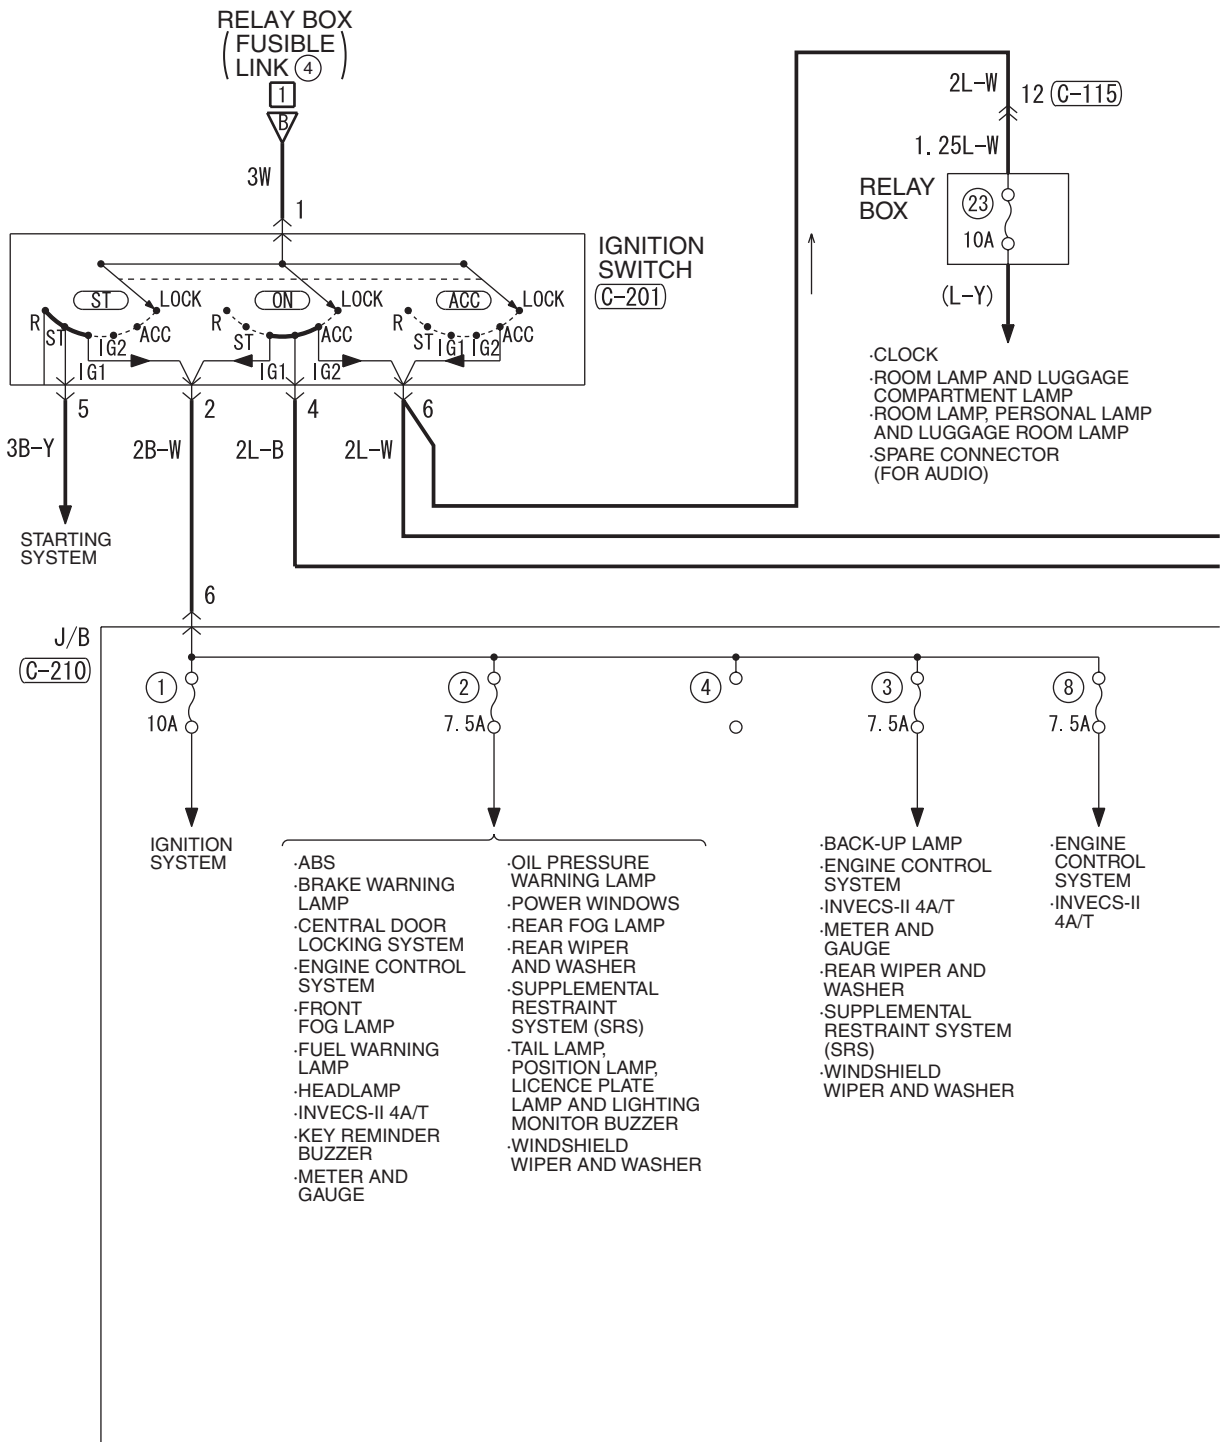 RELAY BOX
(FUSIBLE
LINK ④)
1
B
3W
1
2L-W
12 C-115
1.25L-W
RELAY
BOX
23
10A
(L-Y)
·CLOCK
·ROOM LAMP AND LUGGAGE
COMPARTMENT LAMP
·ROOM LAMP, PERSONAL LAMP
AND LUGGAGE ROOM LAMP
·SPARE CONNECTOR
(FOR AUDIO)
IGNITION
SWITCH
C-201
ST
LOCK
R
ST
IG1
IG2
ACC
ON
LOCK
R
ST
IG1
IG2
ACC
ACC
LOCK
R
ST
IG1
IG2
ACC
5
2
4
6
3B-Y
2B-W
2L-B
2L-W
STARTING
SYSTEM
6
J/B
C-210
①
10A
②
7.5A
④
③
7.5A
⑧
7.5A
IGNITION
SYSTEM
·ABS
·BRAKE WARNING
LAMP
·CENTRAL DOOR
LOCKING SYSTEM
·ENGINE CONTROL
SYSTEM
·FRONT
FOG LAMP
·FUEL WARNING
LAMP
·HEADLAMP
·INVECS-II 4A/T
·KEY REMINDER
BUZZER
·METER AND
GAUGE
·OIL PRESSURE
WARNING LAMP
·POWER WINDOWS
·REAR FOG LAMP
·REAR WIPER
AND WASHER
·SUPPLEMENTAL
RESTRAINT
SYSTEM (SRS)
·TAIL LAMP,
POSITION LAMP,
LICENCE PLATE
LAMP AND LIGHTING
MONITOR BUZZER
·WINDSHIELD
WIPER AND WASHER
·BACK-UP LAMP
·ENGINE CONTROL
SYSTEM
·INVECS-II 4A/T
·METER AND
GAUGE
·REAR WIPER AND
WASHER
·SUPPLEMENTAL
RESTRAINT SYSTEM
(SRS)
·WINDSHIELD
WIPER AND WASHER
·ENGINE
CONTROL
SYSTEM
·INVECS-II
4A/T